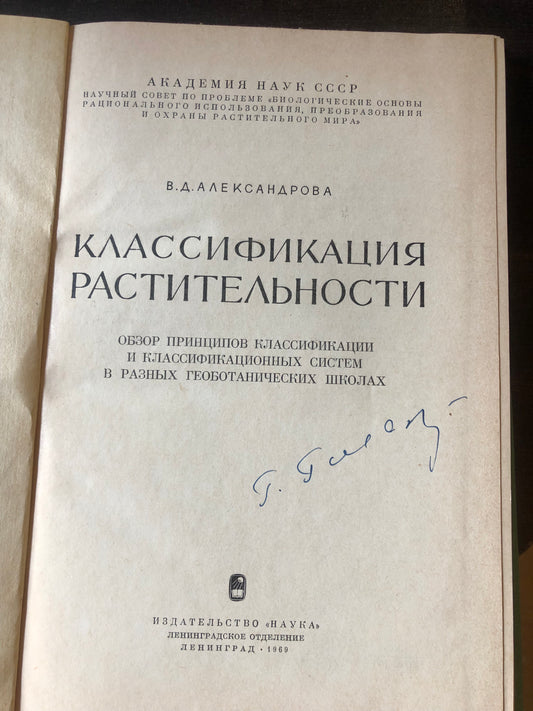 АКАДЕМИЯ НАУК СССР
НАУЧНЫЙ СОВЕТ ПО ПРОБЛЕМЕ «БИОЛОГИЧЕСКИЕ ОСНОВЫ
РАЦИОНАЛЬНОГО ИСПОЛЬЗОВАНИЯ, ПРЕОБРАЗОВАНИЯ
И ОХРАНЫ РАСТИТЕЛЬНОГО МИРА»
В.Д.АЛЕКСАНДРОВА
КЛАССИФИКАЦИЯ
РАСТИТЕЛЬНОСТИ
ОБЗОР ПРИНЦИПОВ КЛАССИФИКАЦИИ
И КЛАССИФИКАЦИОННЫХ СИСТЕМ
В РАЗНЫХ ГЕОБОТАНИЧЕСКИХ ШКОЛАХ
ИЗДАТЕЛЬСТВО «НАУКА»
ЛЕНИНГРАДСКОЕ ОТДЕЛЕНИЕ
ЛЕНИНГРАД · 1969